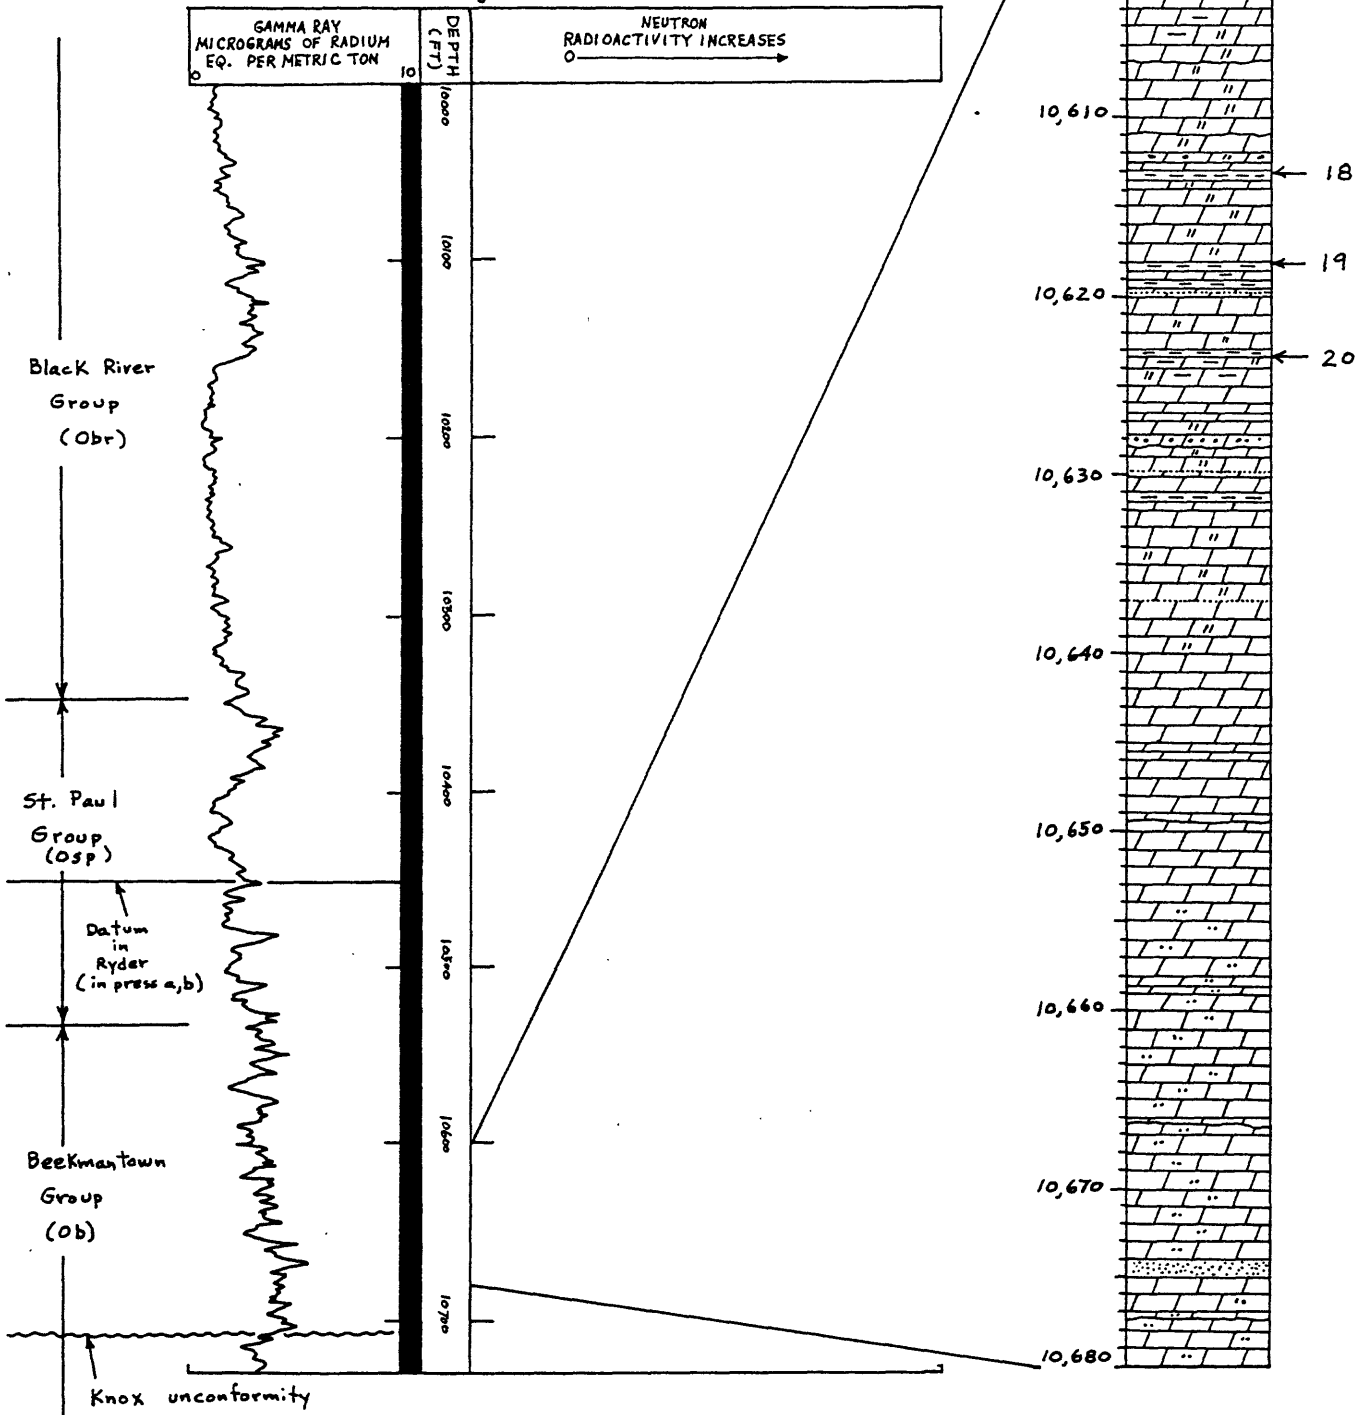 GAMMA RAY
MICROGRAMS OF RADIUM
EQ. PER METRIC TON
0 10
DEPTH
(FT)
NEUTRON
RADIOACTIVITY INCREASES
0
10000
10100
10200
10300
10400
10500
10600
10700
Black River
Group
(Obr)
St. Paul
Group
(Osp)
Datum
in
Ryder
(in press a,b)
Beekmantown
Group
(Ob)
Knox unconformity
10,610
18
19
10,620
20
10,630
10,640
10,650
10,660
10,670
10,680